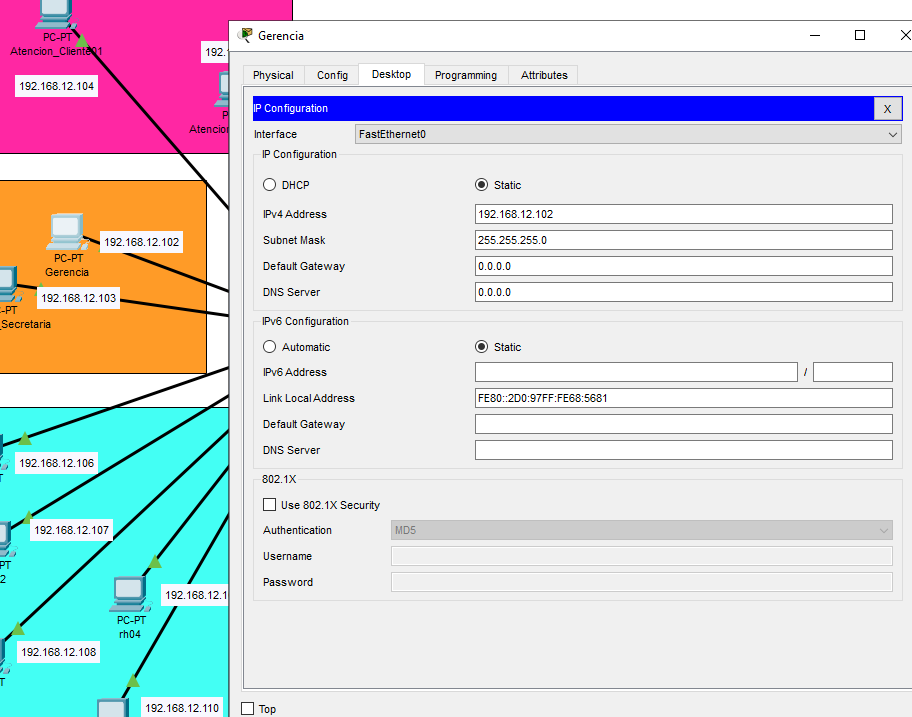 PC-PT
Atencion_Cliente01
192.168.12.104
192.
Atencion
PC-PT
Gerencia
192.168.12.102
192.168.12.103
-PT
_Secretaria
192.168.12.106
192.168.12.107
PT
2
192.168.12.1
PC-PT
rh04
192.168.12.108
192.168.12.110
Gerencia
Physical
Config
Desktop
Programming
Attributes
IP Configuration
X
Interface
FastEthernet0
IP Configuration
DHCP
Static
IPv4 Address
192.168.12.102
Subnet Mask
255.255.255.0
Default Gateway
0.0.0.0
DNS Server
0.0.0.0
IPv6 Configuration
Automatic
Static
IPv6 Address
/
Link Local Address
FE80::2D0:97FF:FE68:5681
Default Gateway
DNS Server
802.1X
Use 802.1X Security
Authentication
MD5
Username
Password
Top